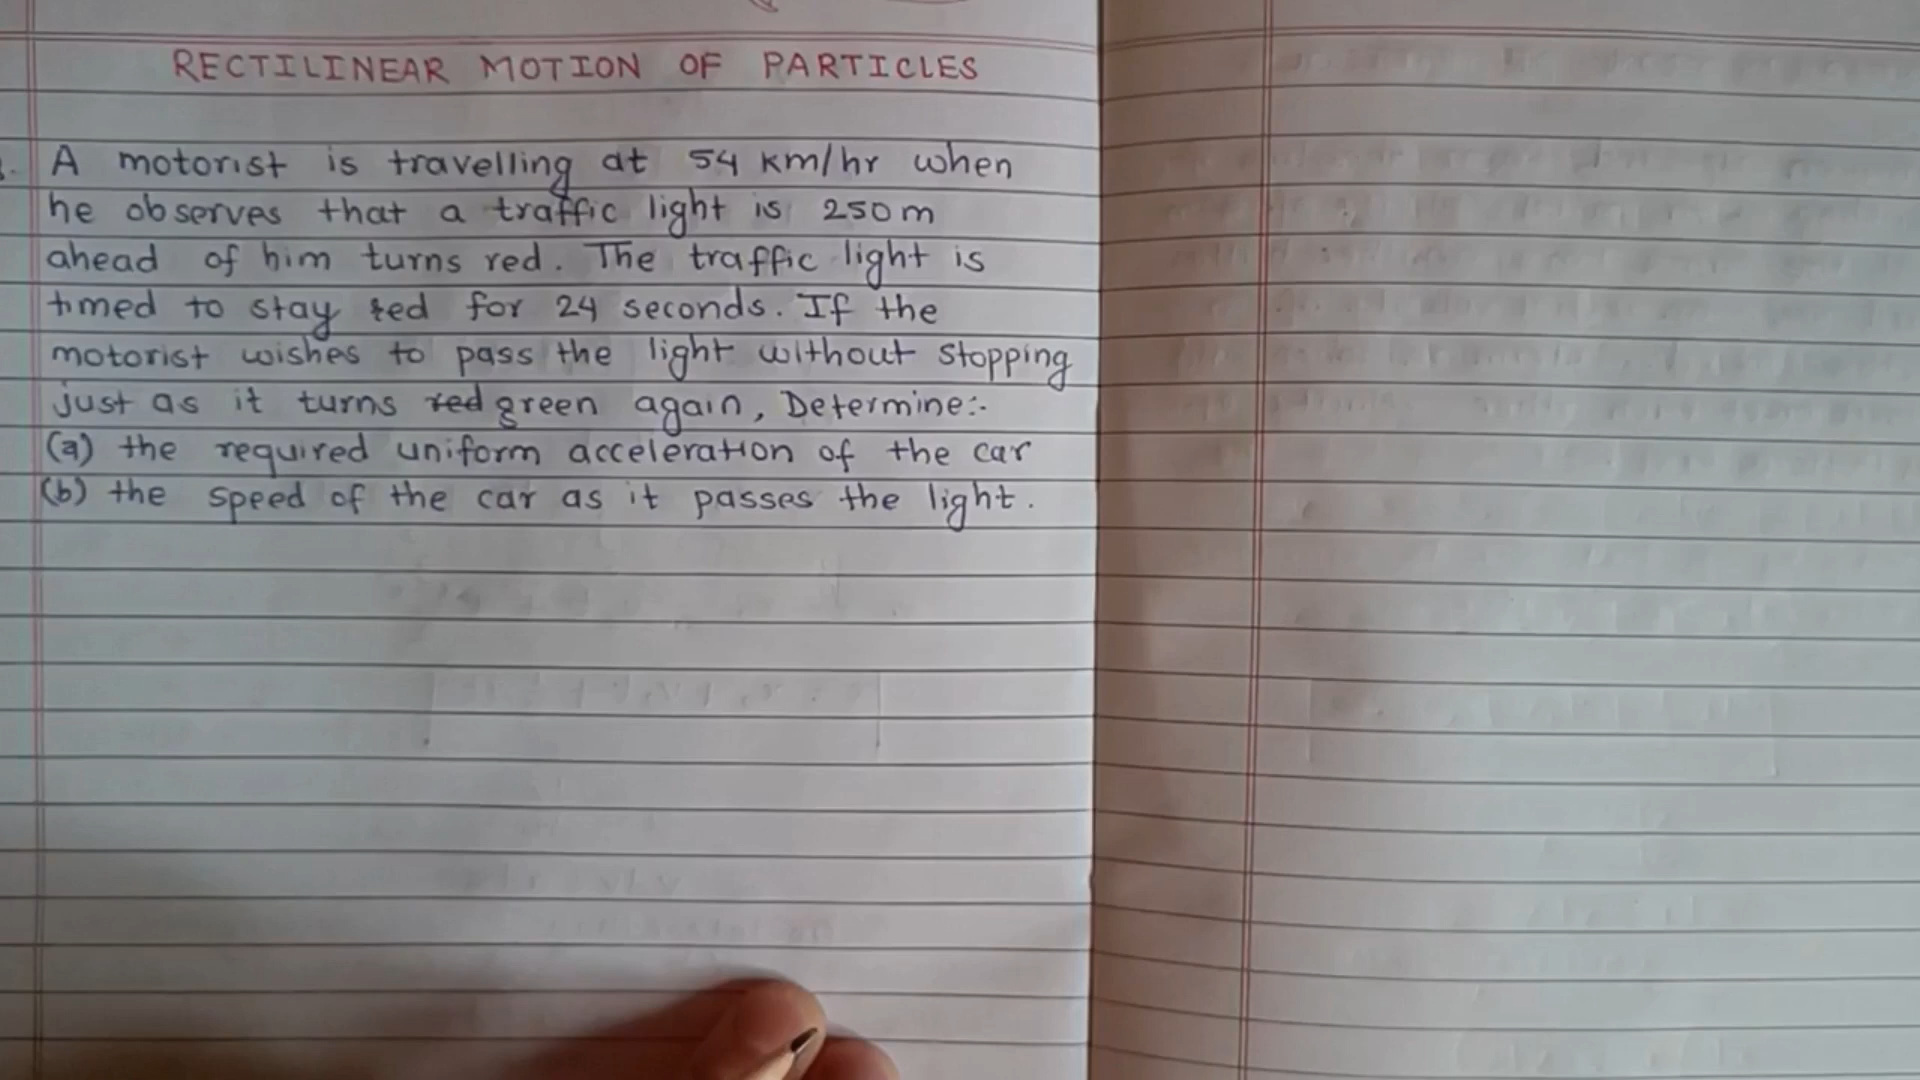 RECTILINEAR MOTION OF PARTICLES
A motorist is travelling at 54 km/hr when
he observes that a traffic light is 250m
ahead of him turns red. The traffic light is
timed to stay red for 24 seconds. If the
motorist wishes to pass the light without stopping
just as it turns red green again, Determine:-
(a) the required uniform acceleration of the car
(b) the speed of the car as it passes the light.